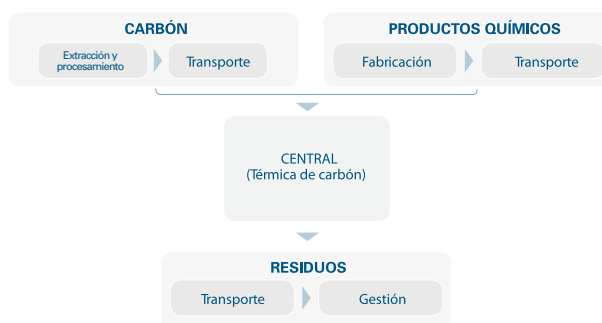 CARBÓN
Extracción y
procesamiento
Transporte
PRODUCTOS QUÍMICOS
Fabricación
Transporte
CENTRAL
(Térmica de carbón)
RESIDUOS
Transporte
Gestión